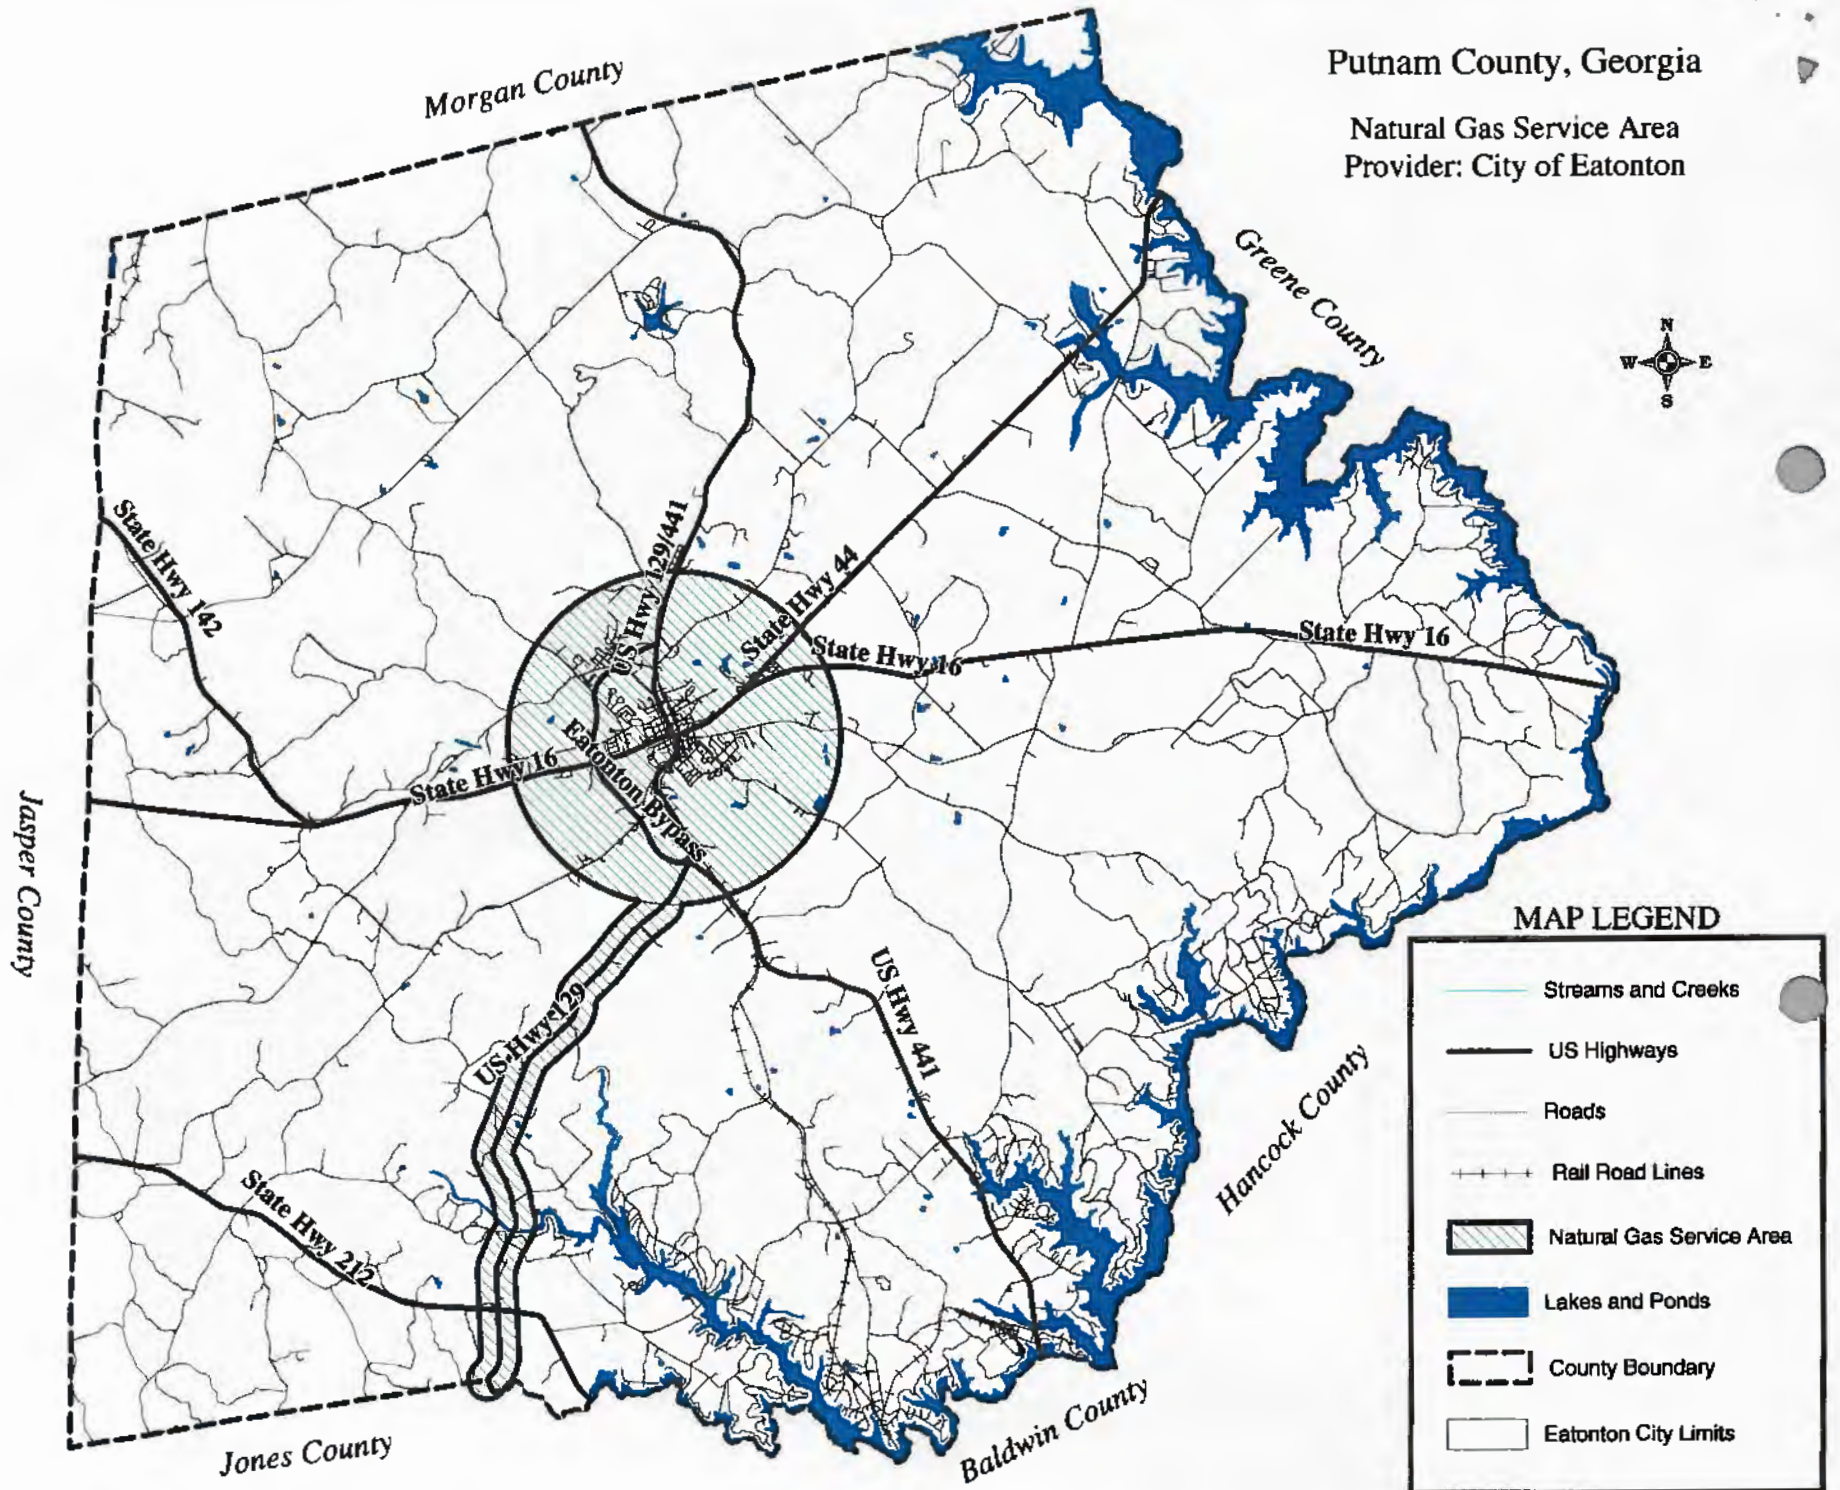 Putnam County, Georgia
Natural Gas Service Area
Provider: City of Eatonton
Morgan County
Greene County
N
W E
S
State Hwy 142
US Hwy 129/441
State Hwy 44
State Hwy 16
State Hwy 16
State Hwy 16
Eatonton Bypass
Jasper County
US Hwy 129
US Hwy 441
State Hwy 212
Hancock County
Jones County
Baldwin County
MAP LEGEND
Streams and Creeks
US Highways
Roads
Rail Road Lines
Natural Gas Service Area
Lakes and Ponds
County Boundary
Eatonton City Limits